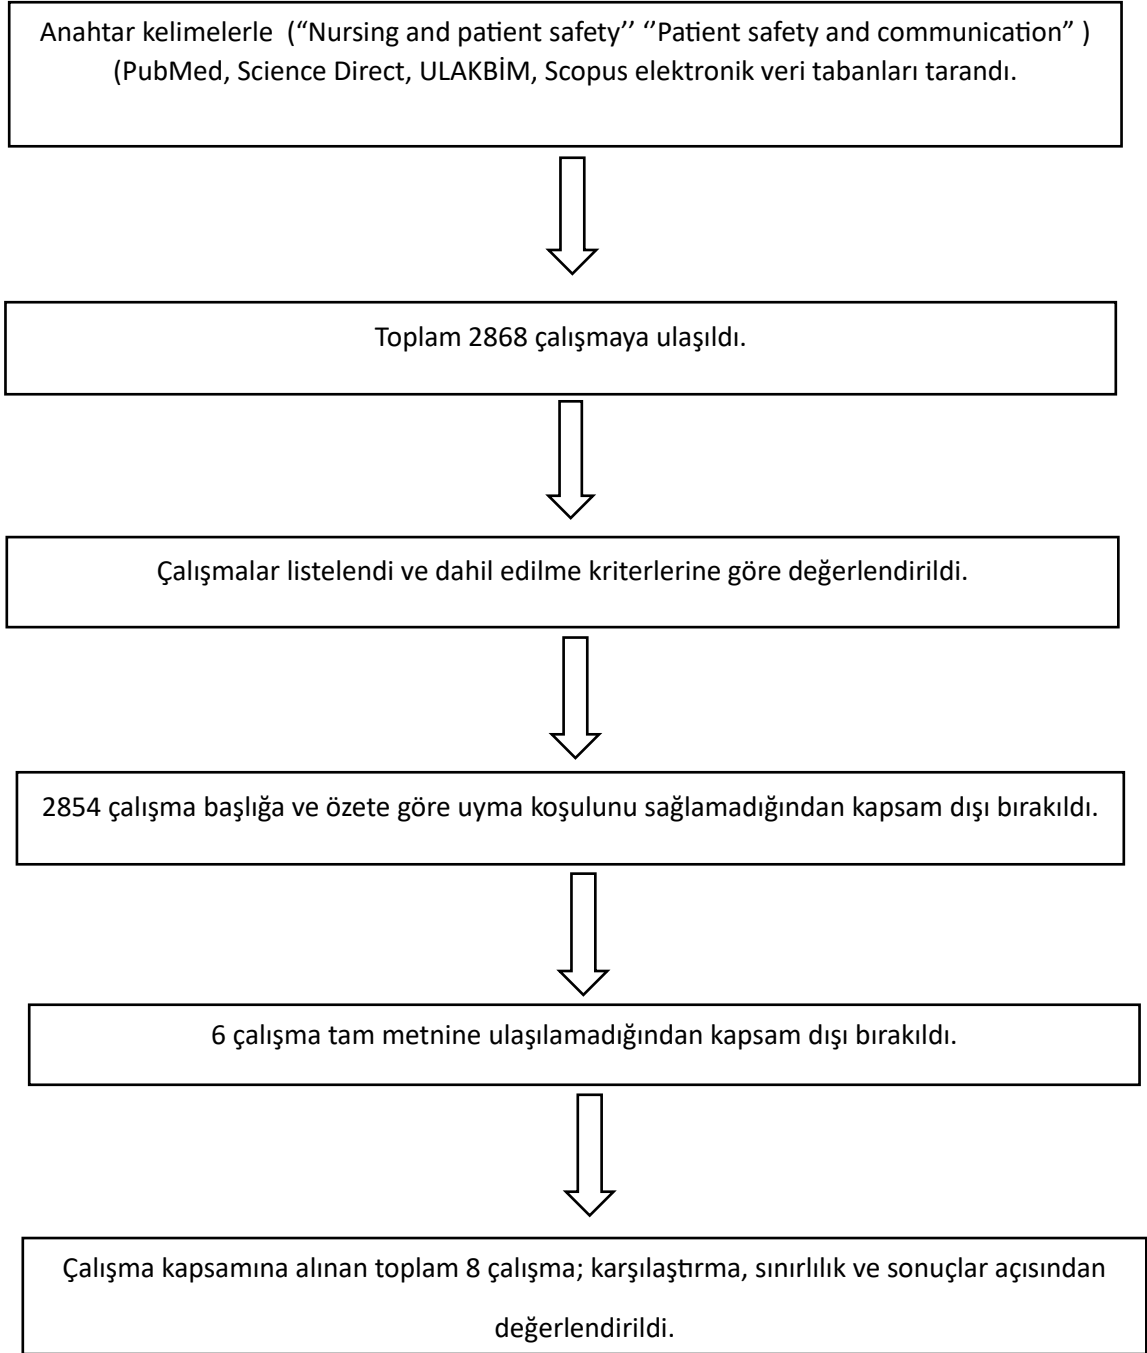 Anahtar kelimelerle (“Nursing and patient safety’’ ‘’Patient safety and communication” )
(PubMed, Science Direct, ULAKBİM, Scopus elektronik veri tabanları tarandı.
Toplam 2868 çalışmaya ulaşıldı.
Çalışmalar listelendi ve dahil edilme kriterlerine göre değerlendirildi.
2854 çalışma başlığa ve özete göre uyma koşulunu sağlamadığından kapsam dışı bırakıldı.
6 çalışma tam metnine ulaşılamadığından kapsam dışı bırakıldı.
Çalışma kapsamına alınan toplam 8 çalışma; karşılaştırma, sınırlılık ve sonuçlar açısından
değerlendirildi.